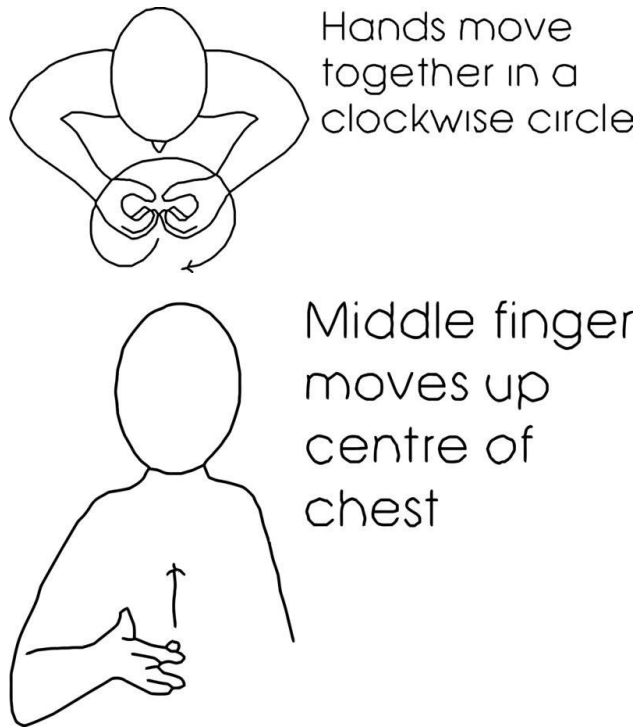 Hands move
together in a
clockwise circle
Middle finger
moves up
centre of
chest